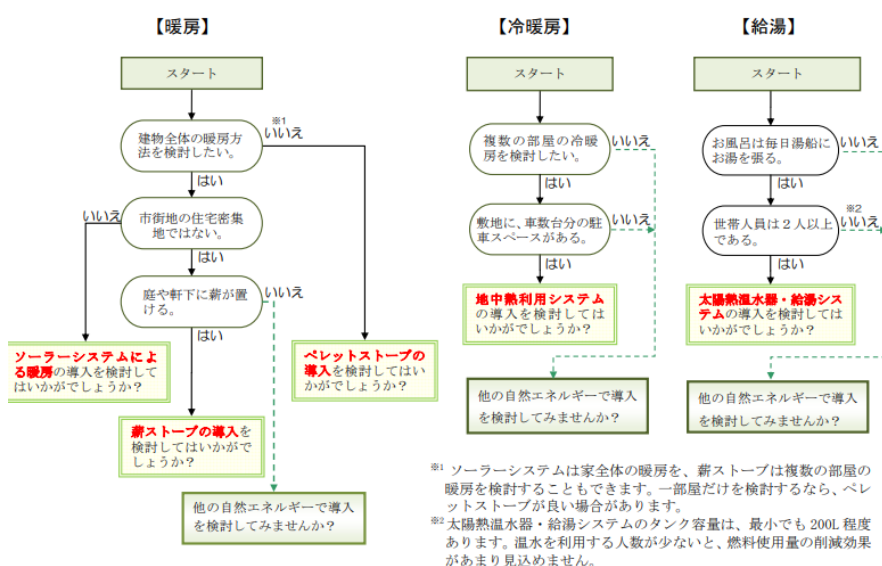 【暖房】
スタート
建物全体の暖房方
法を検討したい。
※1
いいえ
はい
市街地の住宅密集
地ではない。
いいえ
はい
庭や軒下に薪が置
ける。
いいえ
はい
ソーラーシステムによ
る暖房の導入を検討して
はいかがでしょうか?
ペレットストーブの
導入を検討してはい
かがでしょうか?
薪ストーブの導入を
検討してはいかがで
しょうか?
他の自然エネルギーで導入
を検討してみませんか?
【冷暖房】
スタート
複数の部屋の冷暖
房を検討したい。
いいえ
はい
敷地に、車数台分の駐
車スペースがある。
いいえ
はい
地中熱利用システム
の導入を検討しては
いかがでしょうか?
他の自然エネルギーで導入
を検討してみませんか?
【給湯】
スタート
お風呂は毎日湯船に
お湯を張る。
いいえ
はい
世帯人員は2人以上
である。
※2
いいえ
はい
太陽熱温水器・給湯シス
テムの導入を検討しては
いかがでしょうか?
他の自然エネルギーで導入
を検討してみませんか?
※1 ソーラーシステムは家全体の暖房を、薪ストーブは複数の部屋の
暖房を検討することもできます。一部屋だけを検討するなら、ペレ
ットストーブが良い場合があります。
※2 太陽熱温水器・給湯システムのタンク容量は、最小でも 200L 程度
あります。温水を利用する人数が少ないと、燃料使用量の削減効果
があまり見込めません。